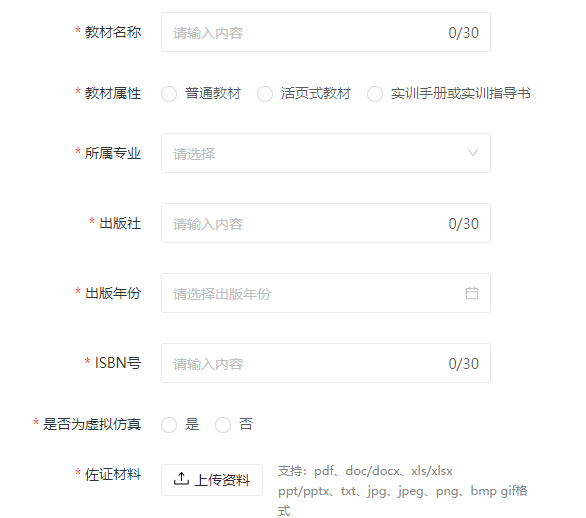 * 教材名称 请输入内容 0/30
* 教材属性 普通教材 活页式教材 实训手册或实训指导书
* 所属专业 请选择
* 出版社 请输入内容 0/30
* 出版年份 请选择出版年份
* ISBN号 请输入内容 0/30
* 是否为虚拟仿真 是 否
* 佐证材料 上传资料 支持：pdf、doc/docx、xls/xlsx
ppt/pptx、txt、jpg、jpeg、png、bmp gif格
式